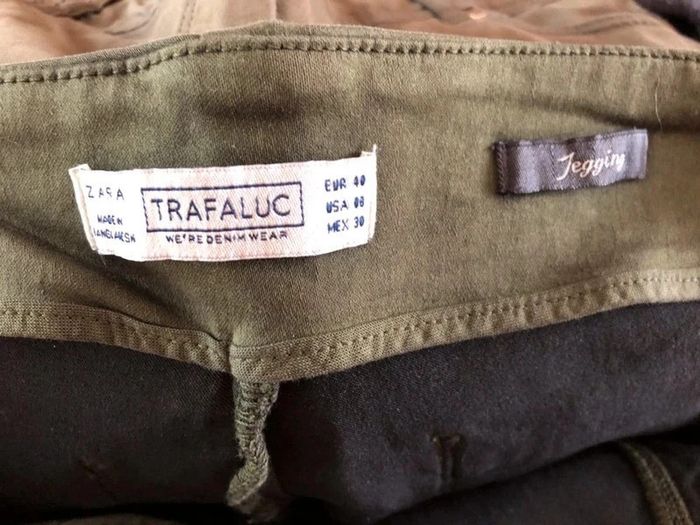 ZARA
MADE IN
BANGLADESH
TRAFALUC
WE'RE DENIM WEAR
EUR 40
USA 08
MEX 30
Jegging